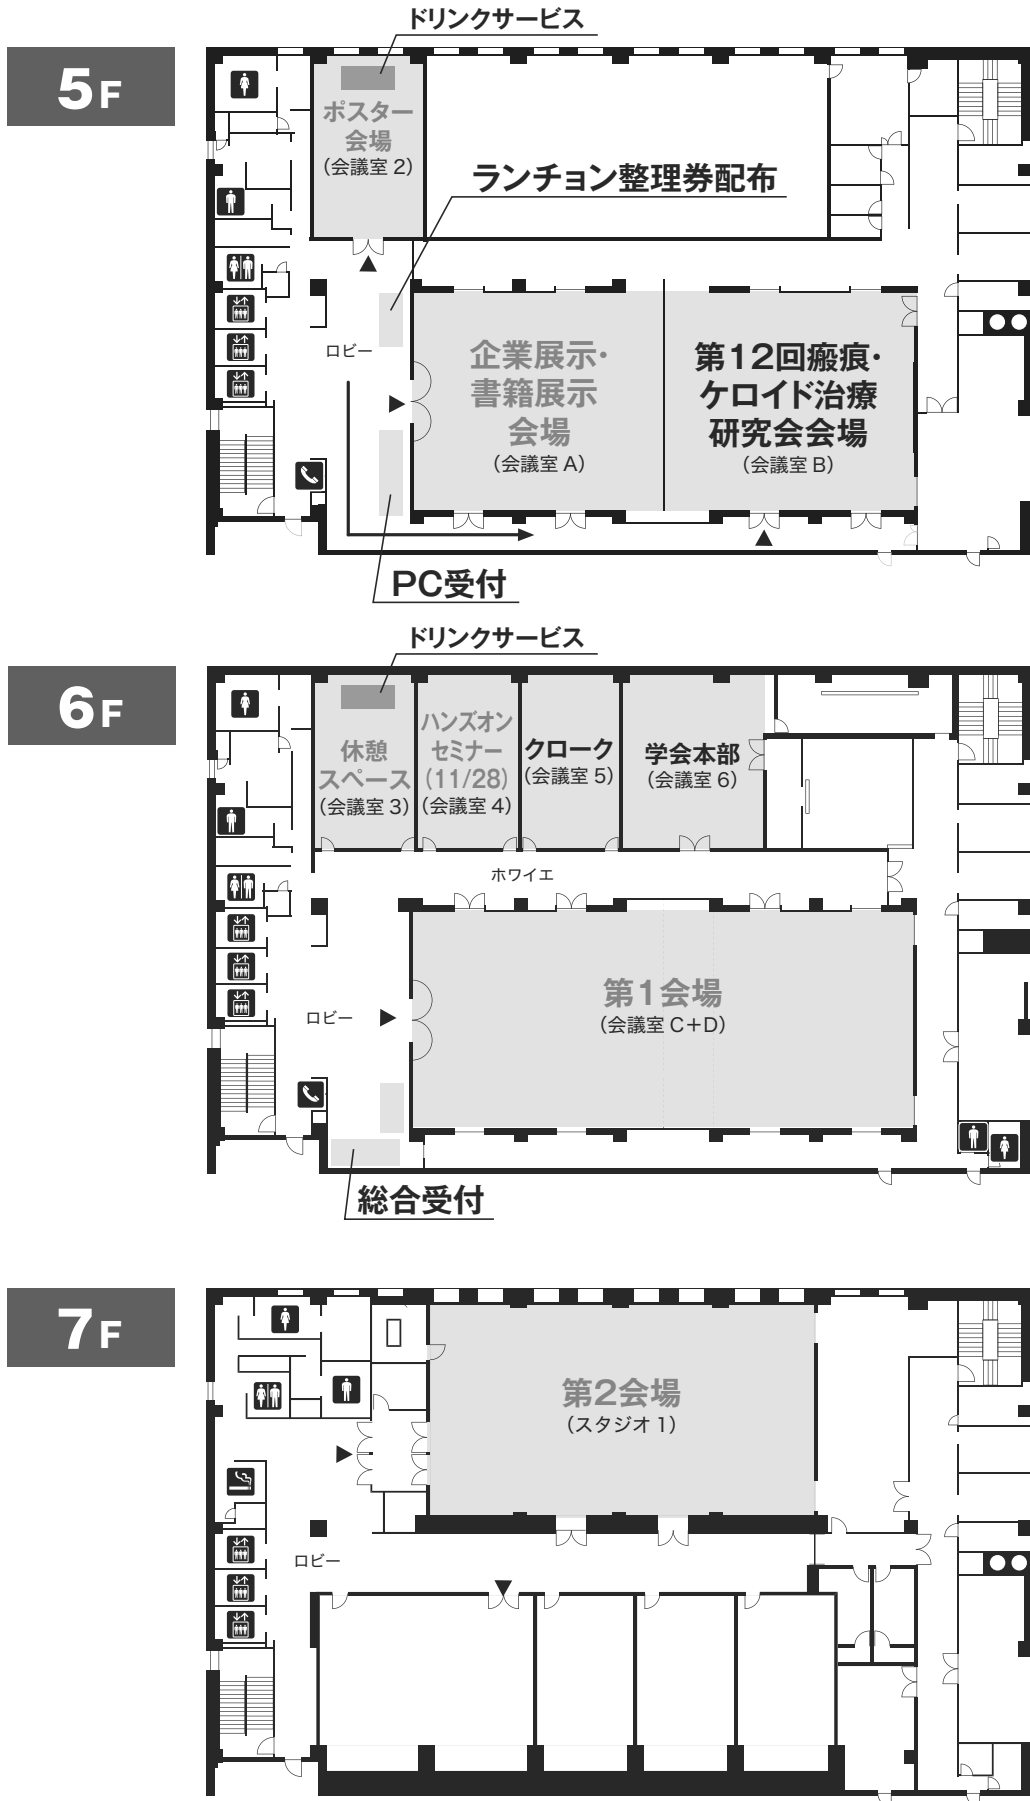 ドリンクサービス
5F
ポスター
会場
(会議室 2)
ランチョン整理券配布
ロビー
企業展示・
書籍展示
会場
(会議室 A)
第12回瘢痕・
ケロイド治療
研究会会場
(会議室 B)
PC受付
ドリンクサービス
6F
休憩
スペース
(会議室 3)
ハンズオン
セミナー
(11/28)
(会議室 4)
クローク
(会議室 5)
学会本部
(会議室 6)
ホワイエ
第1会場
(会議室 C+D)
ロビー
総合受付
7F
第2会場
(スタジオ 1)
ロビー